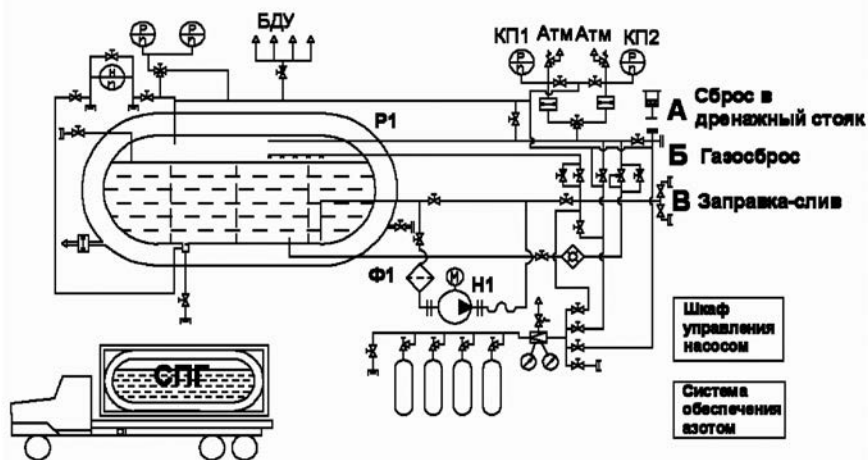 БДУ
КП1 Атм Атм КП2
Р Р Р Р
Н
Р1
А Сброс в
дренажный стояк
Б Газосброс
В Заправка-слив
Ф1
М
Н1
Шкаф
управления
насосом
Система
обеспечения
азотом
СПГ